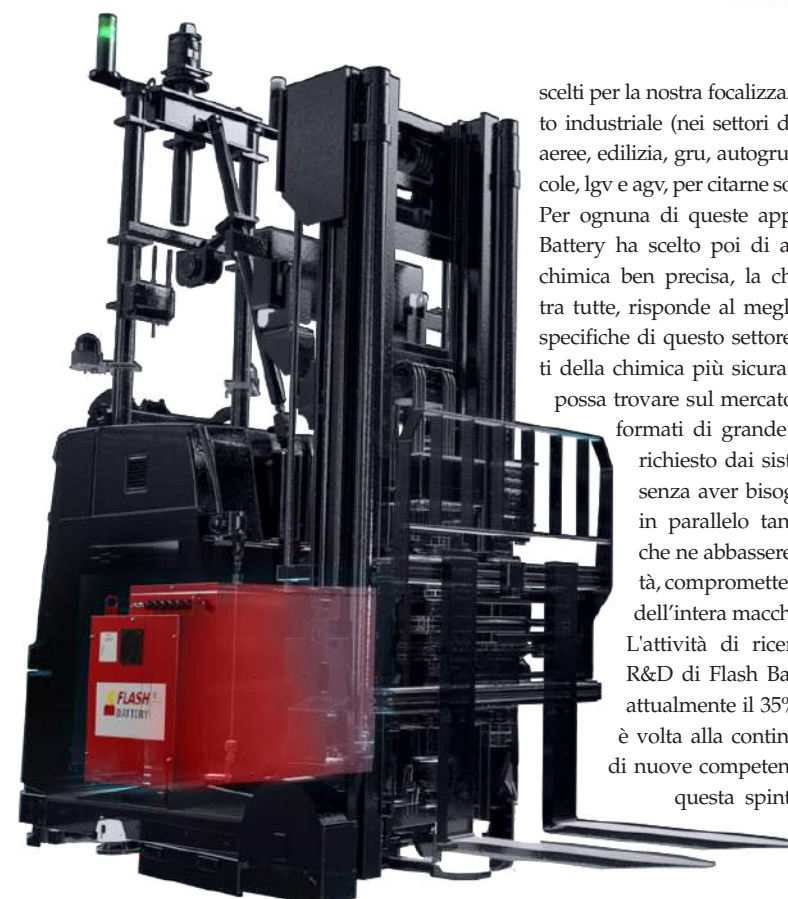 scelti per la nostra focalizza
to industriale (nei settori d
aeree, edilizia, gru, autogru
cole, lgv e agv, per citarne so
Per ognuna di queste app
Battery ha scelto poi di a
chimica ben precisa, la ch
tra tutte, risponde al megl
specifiche di questo settore
ti della chimica più sicura
possa trovare sul mercato
formati di grande
richiesto dai sist
senza aver bisog
in parallelo tan
che ne abbassere
tà, compromette
dell'intera macch
L'attività di ricer
R&D di Flash Ba
attualmente il 35%
è volta alla contin
di nuove competen
questa spint
FLASH
BATTERY